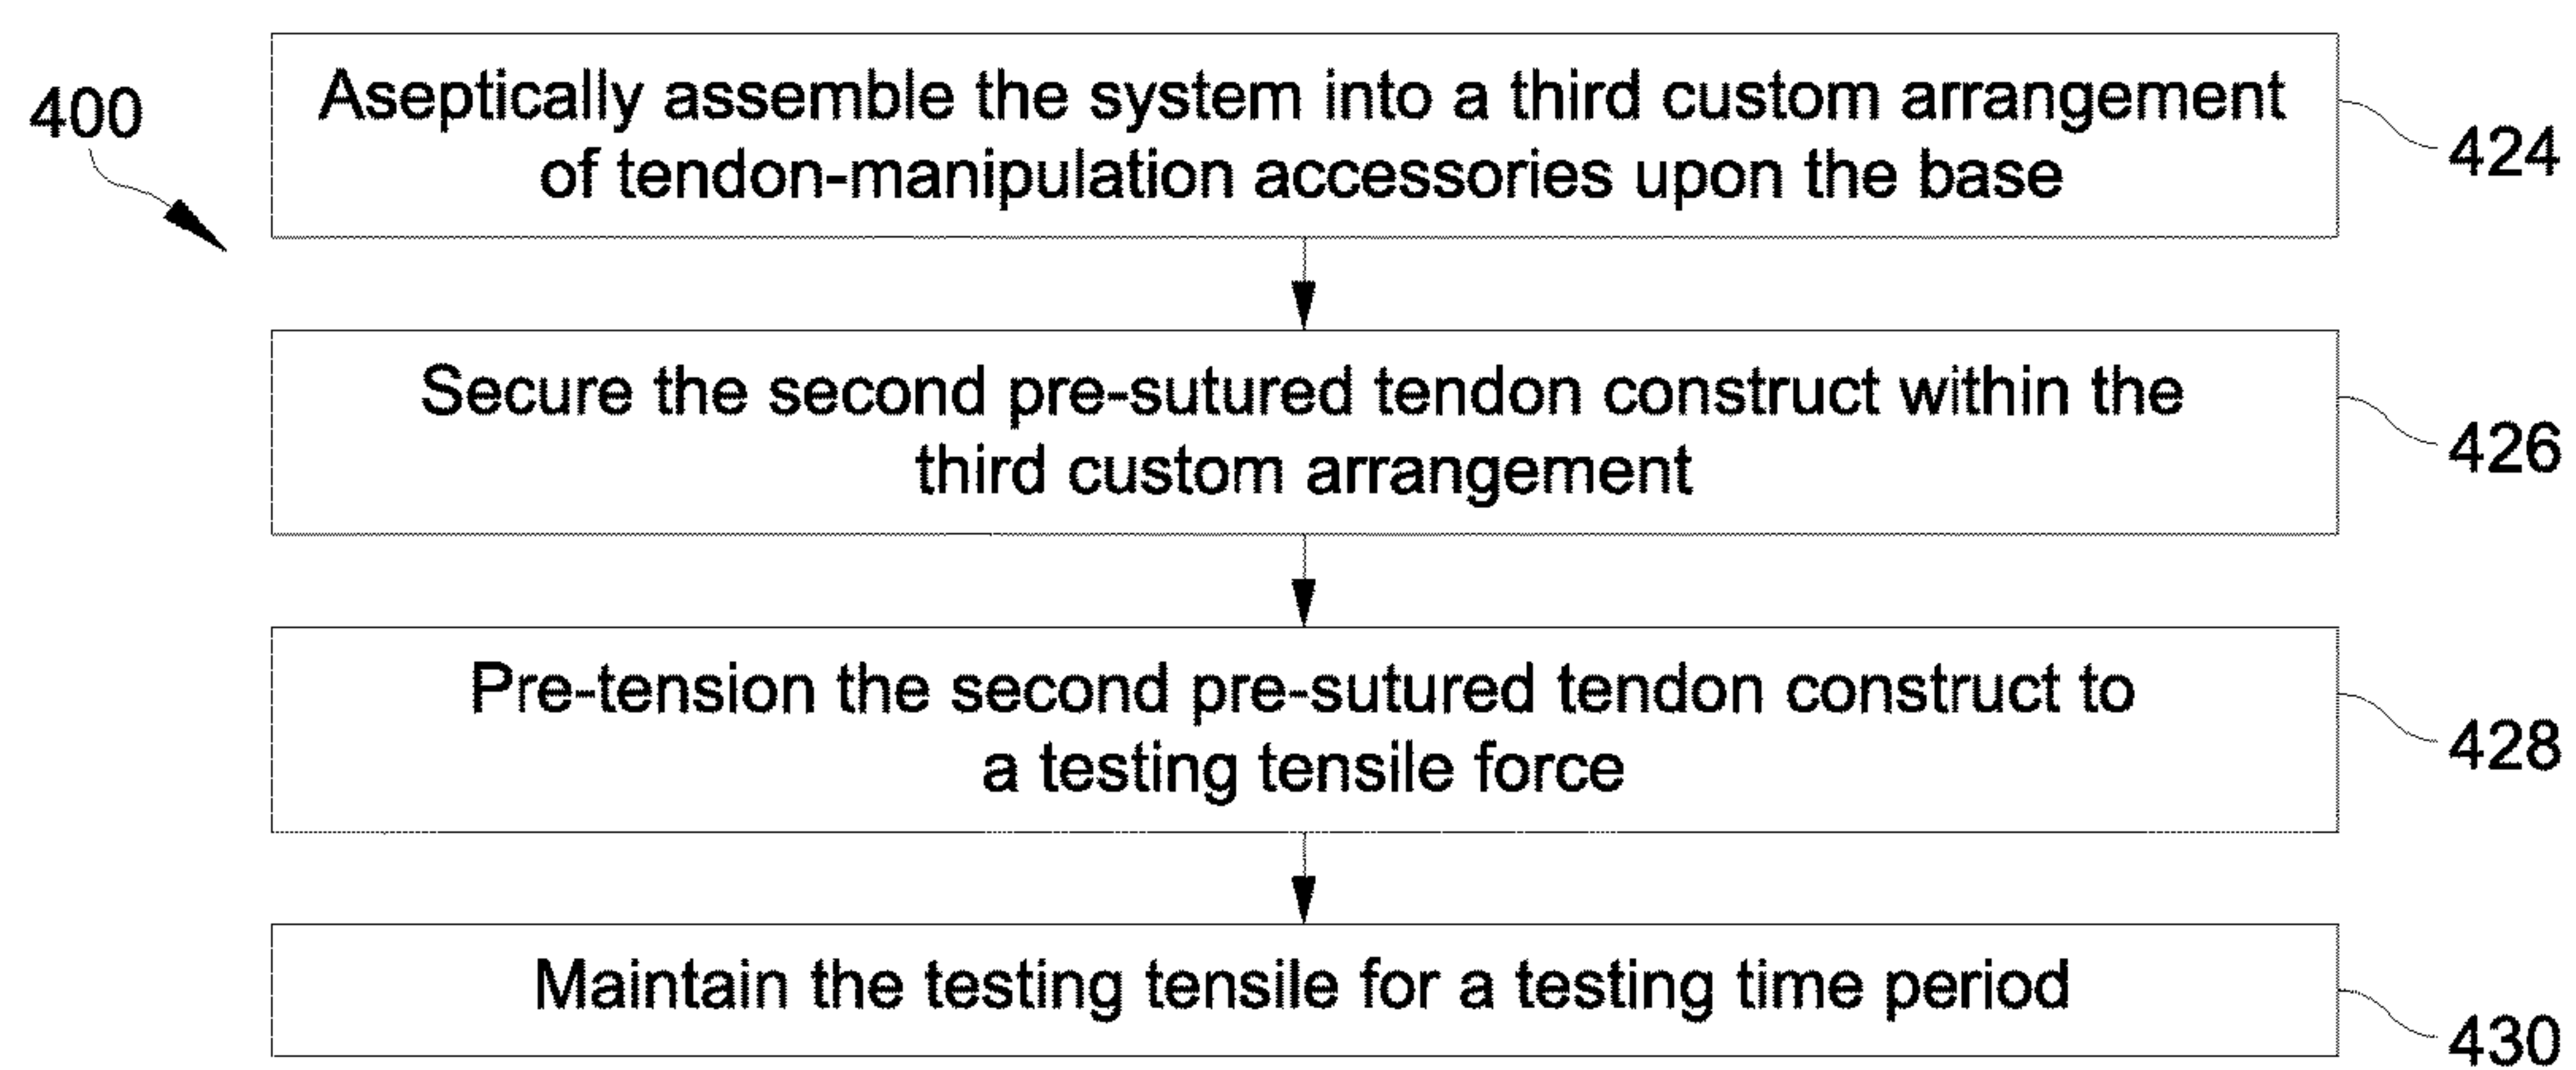 400
Aseptically assemble the system into a third custom arrangement
of tendon-manipulation accessories upon the base
424
Secure the second pre-sutured tendon construct within the
third custom arrangement
426
Pre-tension the second pre-sutured tendon construct to
a testing tensile force
428
Maintain the testing tensile for a testing time period
430